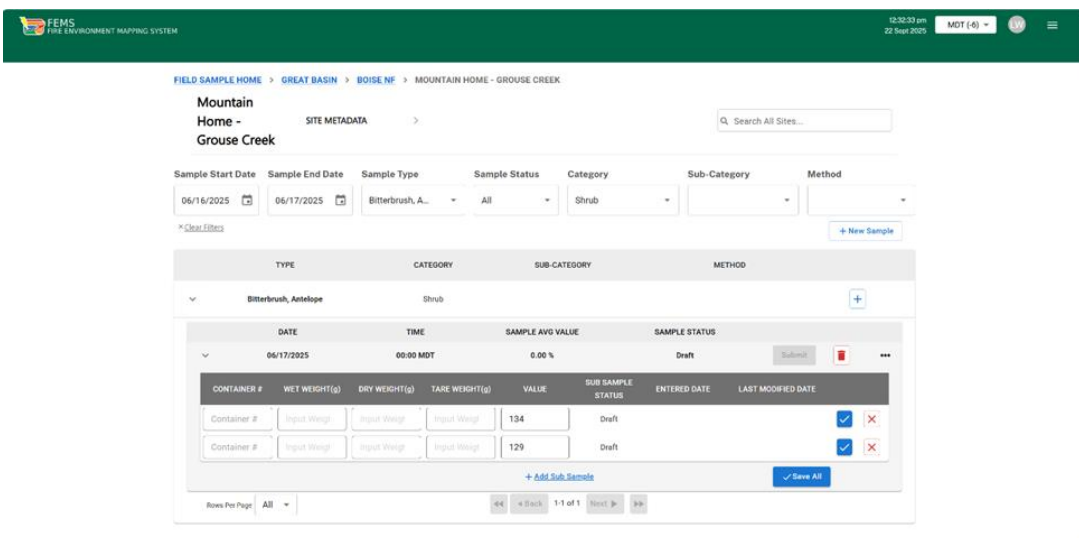 FEMS
FIRE ENVIRONMENT MAPPING SYSTEM
12:32:33 pm
22 Sept 2025
MDT (-6)
LW
FIELD SAMPLE HOME > GREAT BASIN > BOISE NF > MOUNTAIN HOME - GROUSE CREEK
Mountain
Home -
Grouse Creek
SITE METADATA >
Search All Sites...
Sample Start Date Sample End Date Sample Type Sample Status Category Sub-Category Method
06/16/2025 06/17/2025 Bitterbrush, A... All Shrub
× Clear Filters
+ New Sample
TYPE CATEGORY SUB-CATEGORY METHOD
Bitterbrush, Antelope Shrub +
DATE TIME SAMPLE AVG VALUE SAMPLE STATUS
06/17/2025 00:00 MDT 0.00 % Draft Submit •••
CONTAINER # WET WEIGHT(g) DRY WEIGHT(g) TARE WEIGHT(g) VALUE SUB SAMPLE STATUS ENTERED DATE LAST MODIFIED DATE
Container # Input Weigh Input Weigh Input Weigh 134 Draft
Container # Input Weigh Input Weigh Input Weigh 129 Draft
+ Add Sub Sample
✓ Save All
Rows Per Page All
Back 1-1 of 1 Next